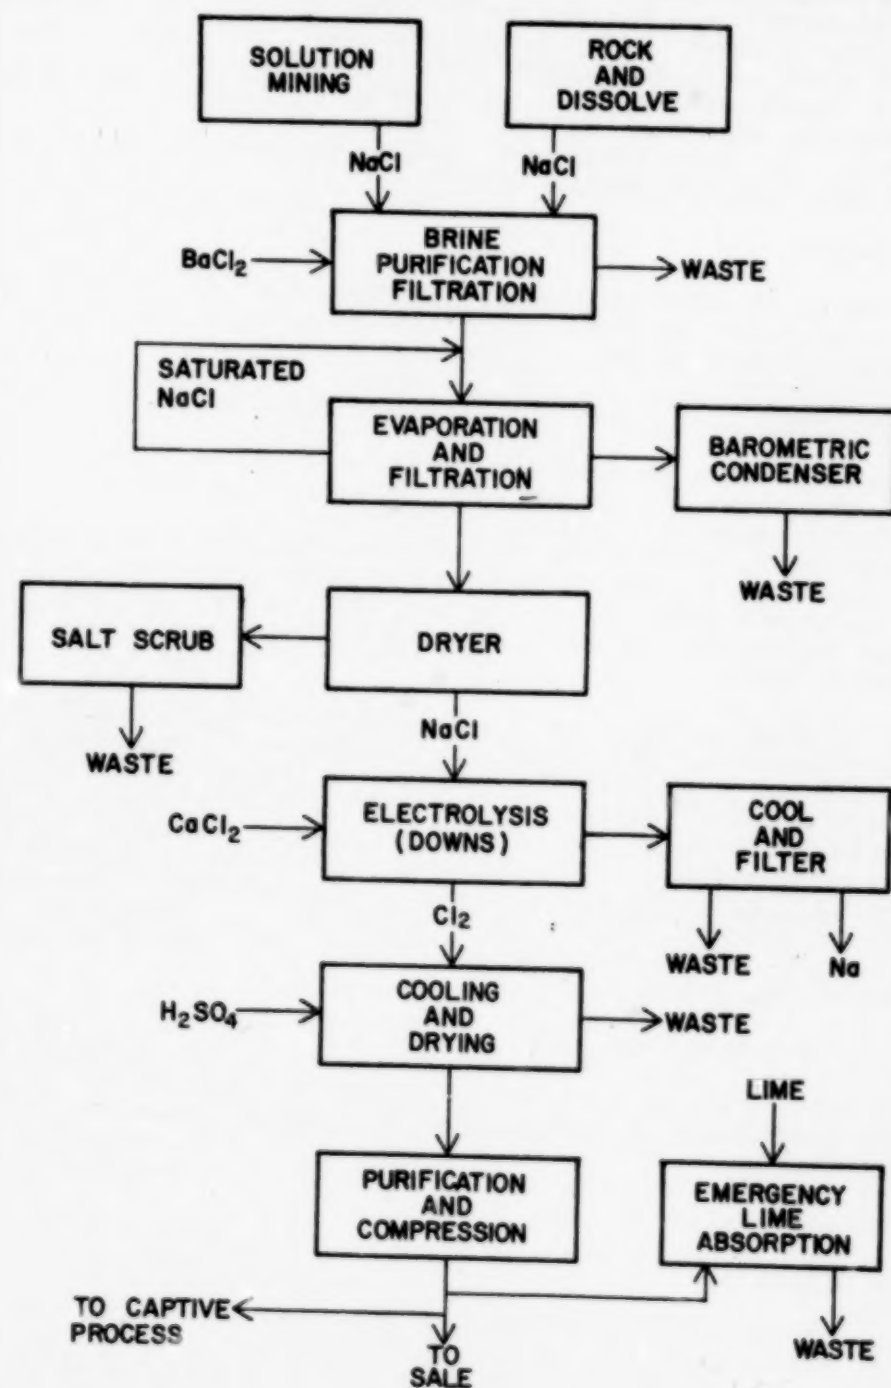 SOLUTION
MINING
ROCK
AND
DISSOLVE
NaCl
NaCl
BaCl₂
BRINE
PURIFICATION
FILTRATION
WASTE
SATURATED
NaCl
EVAPORATION
AND
FILTRATION
BAROMETRIC
CONDENSER
WASTE
SALT SCRUB
DRYER
WASTE
NaCl
CaCl₂
ELECTROLYSIS
(DOWNS)
COOL
AND
FILTER
Cl₂
WASTE
Na
H₂SO₄
COOLING
AND
DRYING
WASTE
LIME
PURIFICATION
AND
COMPRESSION
EMERGENCY
LIME
ABSORPTION
TO CAPTIVE
PROCESS
TO
SALE
WASTE